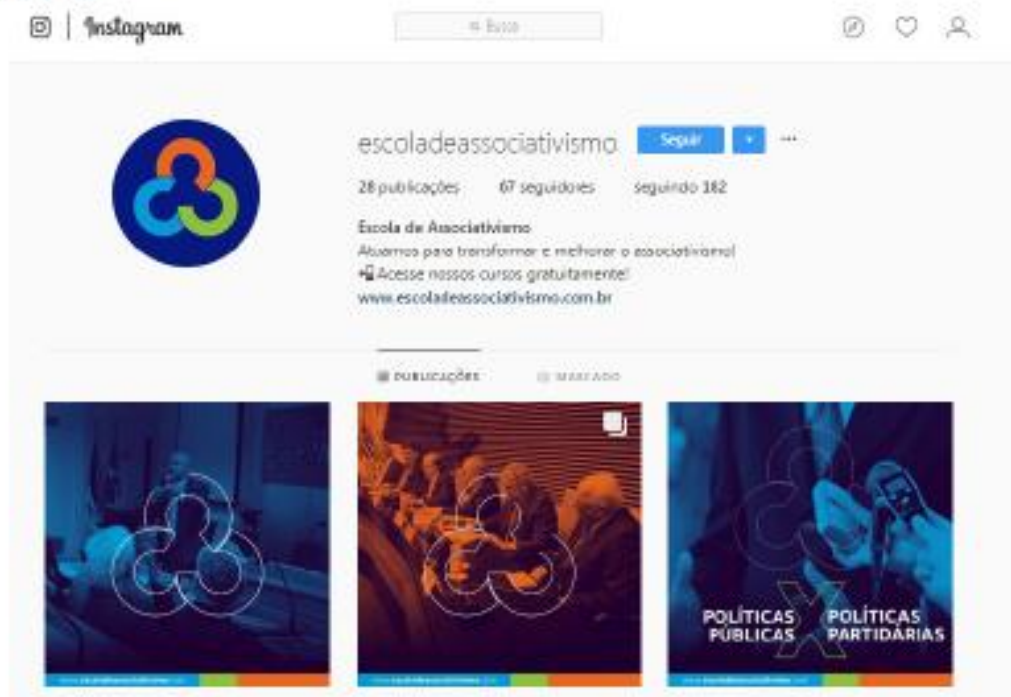 Instagram
Busca
escoladeassociativismo Seguir
28 publicações 67 seguidores seguindo 182
Escola de Associativismo
Atuamos para transformar e melhorar o associativismo!
Acesse nossos cursos gratuitamente!
www.escoladeassociativismo.com.br
PUBLICAÇÕES MARCADO
POLÍTICAS PÚBLICAS X POLÍTICAS PARTIDÁRIAS